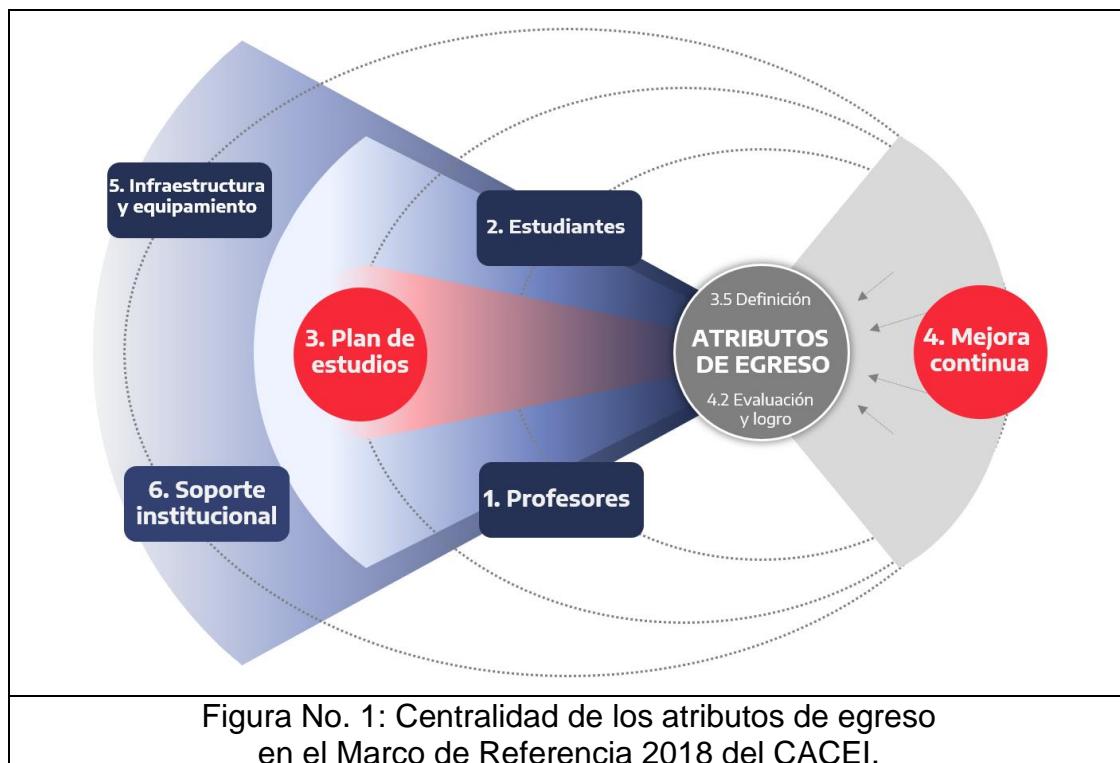 5. Infraestructura
y equipamiento
2. Estudiantes
3.5 Definición
ATRIBUTOS
DE EGRESO
4.2 Evaluación
y logro
3. Plan de
estudios
4. Mejora
continua
6. Soporte
institucional
1. Profesores
Figura No. 1: Centralidad de los atributos de egreso
en el Marco de Referencia 2018 del CACEI.